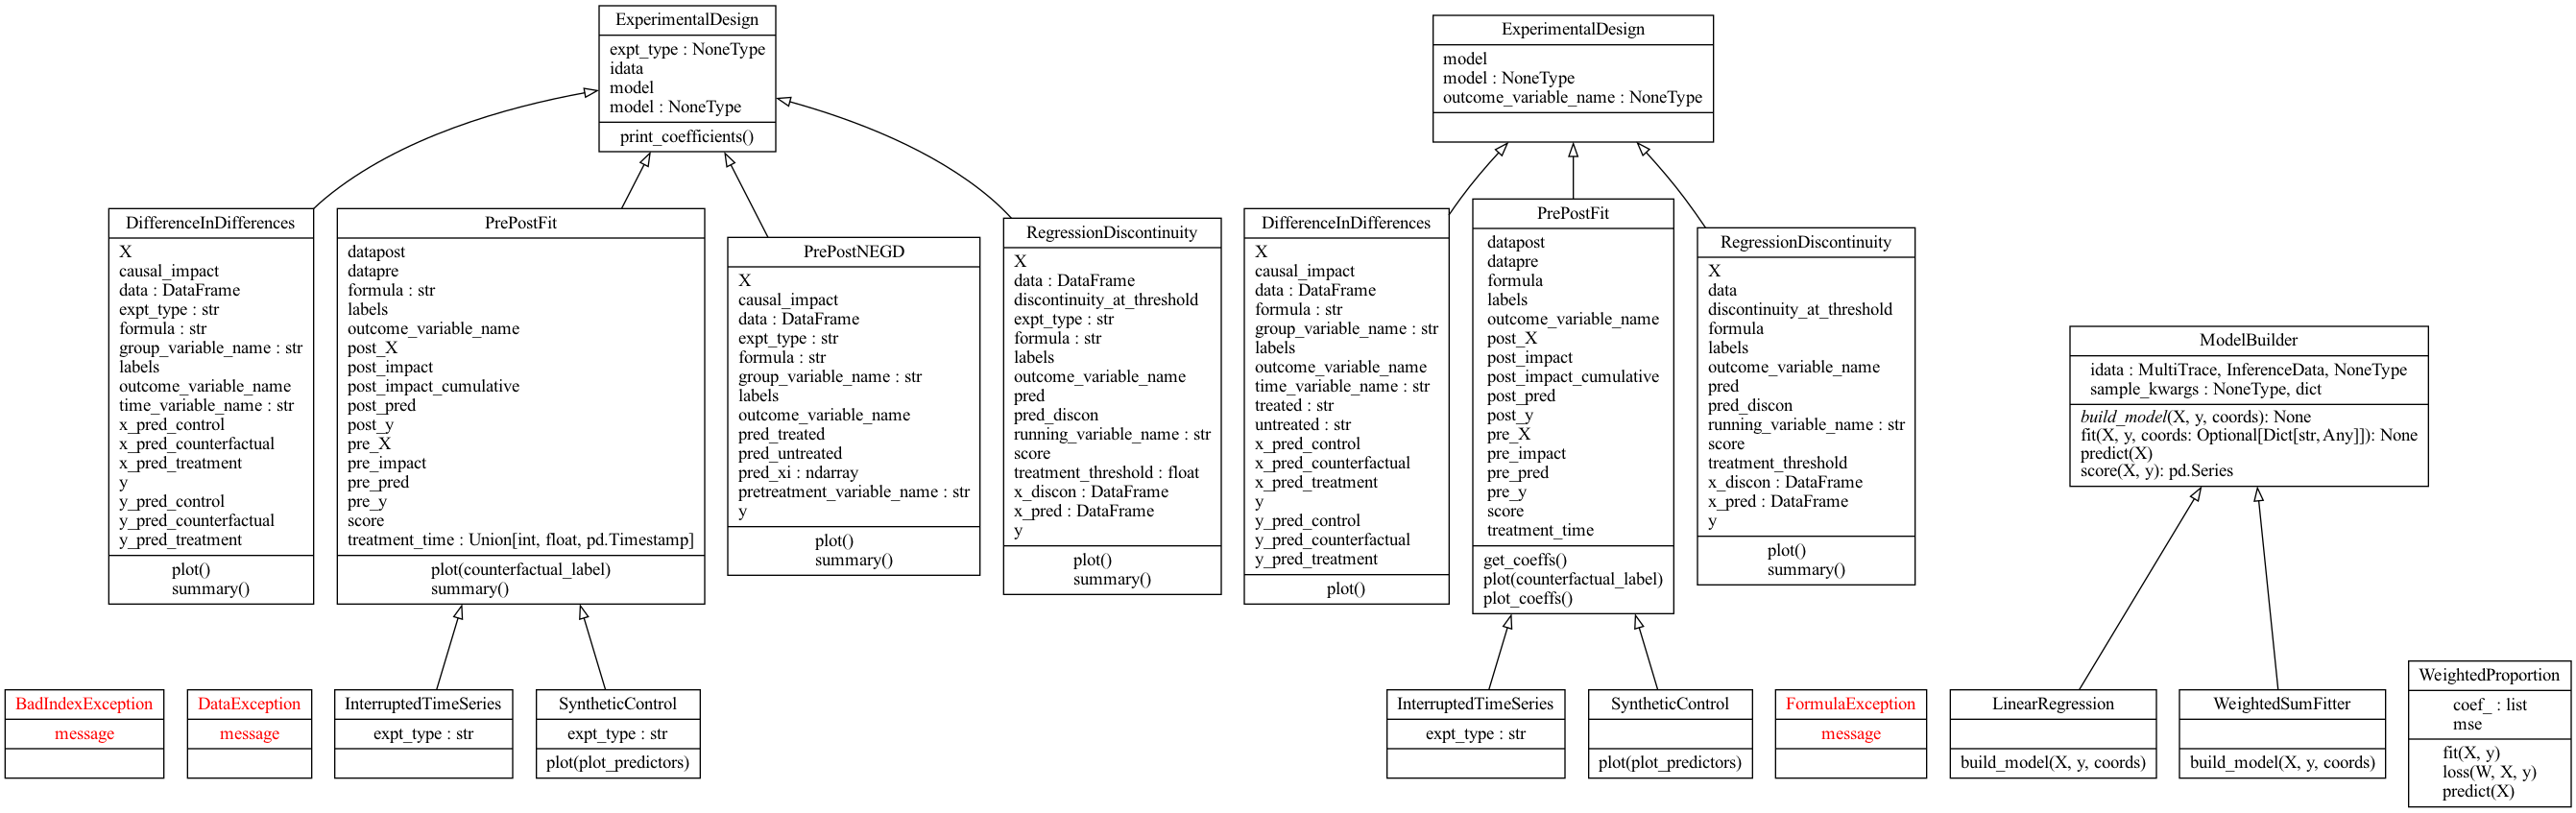 ExperimentalDesign
expt_type : NoneType
idata
model
model : NoneType
print_coefficients()
ExperimentalDesign
model
model : NoneType
outcome_variable_name : NoneType
DifferenceInDifferences
X
causal_impact
data : DataFrame
expt_type : str
formula : str
group_variable_name : str
labels
outcome_variable_name
time_variable_name : str
x_pred_control
x_pred_counterfactual
x_pred_treatment
y
y_pred_control
y_pred_counterfactual
y_pred_treatment
plot()
summary()
PrePostFit
datapost
datapre
formula : str
labels
outcome_variable_name
post_X
post_impact
post_impact_cumulative
post_pred
post_y
pre_X
pre_impact
pre_pred
pre_y
score
treatment_time : Union[int, float, pd.Timestamp]
plot(counterfactual_label)
summary()
PrePostNEGD
X
causal_impact
data : DataFrame
expt_type : str
formula : str
group_variable_name : str
labels
outcome_variable_name
pred_treated
pred_untreated
pred_xi : ndarray
pretreatment_variable_name : str
y
plot()
summary()
RegressionDiscontinuity
X
data : DataFrame
discontinuity_at_threshold
expt_type : str
formula : str
labels
outcome_variable_name
pred
pred_discon
running_variable_name : str
score
treatment_threshold : float
x_discon : DataFrame
x_pred : DataFrame
y
plot()
summary()
DifferenceInDifferences
X
causal_impact
data : DataFrame
formula : str
group_variable_name : str
labels
outcome_variable_name
time_variable_name : str
treated : str
untreated : str
x_pred_control
x_pred_counterfactual
x_pred_treatment
y
y_pred_control
y_pred_counterfactual
y_pred_treatment
plot()
PrePostFit
datapost
datapre
formula
labels
outcome_variable_name
post_X
post_impact
post_impact_cumulative
post_pred
post_y
pre_X
pre_impact
pre_pred
pre_y
score
treatment_time
get_coeffs()
plot(counterfactual_label)
plot_coeffs()
RegressionDiscontinuity
X
data
discontinuity_at_threshold
formula
labels
outcome_variable_name
pred
pred_discon
running_variable_name : str
score
treatment_threshold
x_discon : DataFrame
x_pred : DataFrame
y
plot()
summary()
ModelBuilder
idata : MultiTrace, InferenceData, NoneType
sample_kwargs : NoneType, dict
build_model(X, y, coords): None
fit(X, y, coords: Optional[Dict[str, Any]]): None
predict(X)
score(X, y): pd.Series
BadIndexException
message
DataException
message
InterruptedTimeSeries
expt_type : str
SyntheticControl
expt_type : str
plot(plot_predictors)
InterruptedTimeSeries
expt_type : str
SyntheticControl
plot(plot_predictors)
FormulaException
message
LinearRegression
build_model(X, y, coords)
WeightedSumFitter
build_model(X, y, coords)
WeightedProportion
coef_ : list
mse
fit(X, y)
loss(W, X, y)
predict(X)